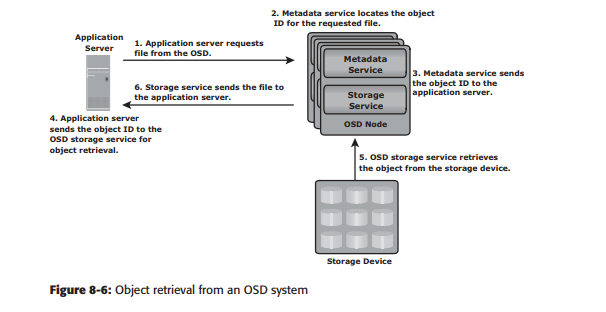 2. Metadata service locates the object
ID for the requested file.
Application
Server
1. Application server requests
file from the OSD.
Metadata
Service
3. Metadata service sends
the object ID to the
application server.
6. Storage service sends the file to
the application server.
Storage
Service
OSD Node
4. Application server
sends the object ID to the
OSD storage service for
object retrieval.
5. OSD storage service retrieves
the object from the storage device.
Storage Device
Figure 8-6: Object retrieval from an OSD system